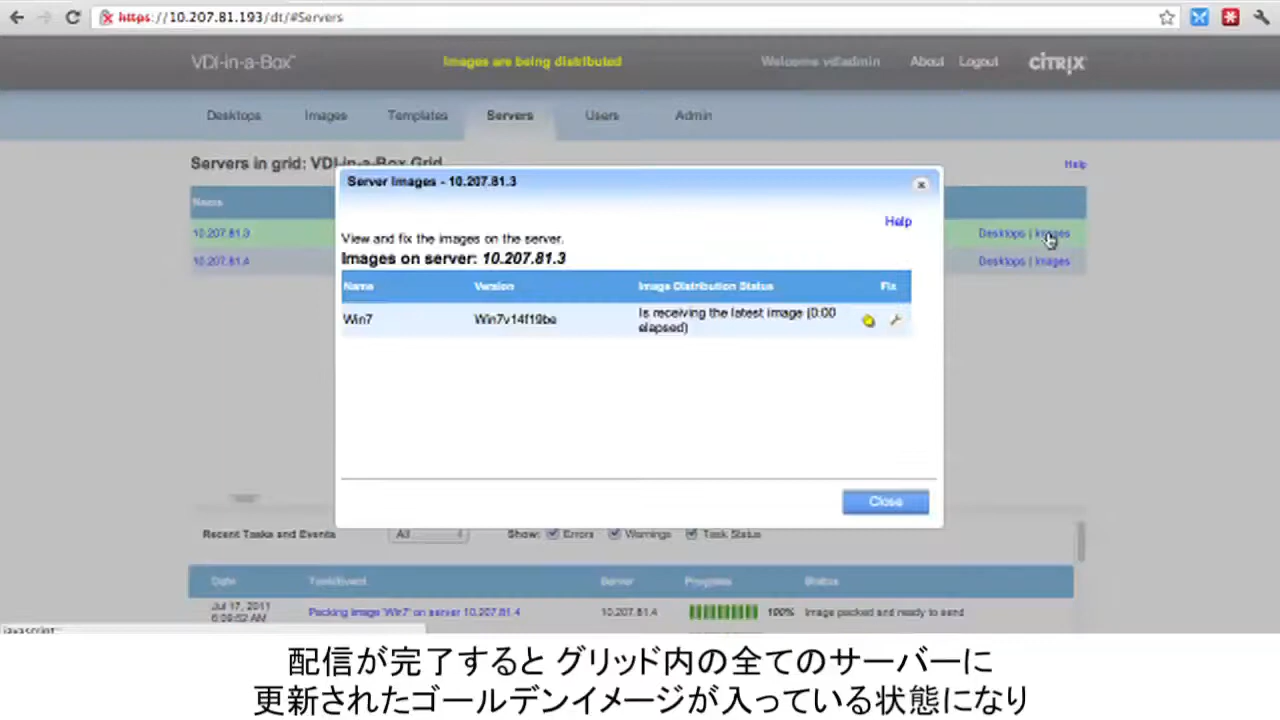 https://10.207.81.193/dt/#Servers
VDI-in-a-Box™
Images are being distributed
Welcome vdiadmin
About
Logout
CİTRIX
Desktops
Images
Templates
Servers
Users
Admin
Servers in grid: VDI-in-a-Box Grid
Help
Name
10.207.81.3
Desktops | Images
10.207.81.4
Desktops | Images
Server Images - 10.207.81.3
Help
View and fix the images on the server.
Images on server: 10.207.81.3
Name Version Image Distribution Status Fix
Win7 Win7v14f19be Is receiving the latest image (0:00
elapsed)
Close
Recent Tasks and Events All Show: Errors Warnings Task Status
Date Task/Event Server Progress Status
Jul 17, 2011
6:09:52 AM
Packing image 'Win7' on server 10.207.81.4 10.207.81.4 100% Image packed and ready to send
配信が完了すると グリッド内の全てのサーバーに
更新されたゴールデンイメージが入っている状態になり